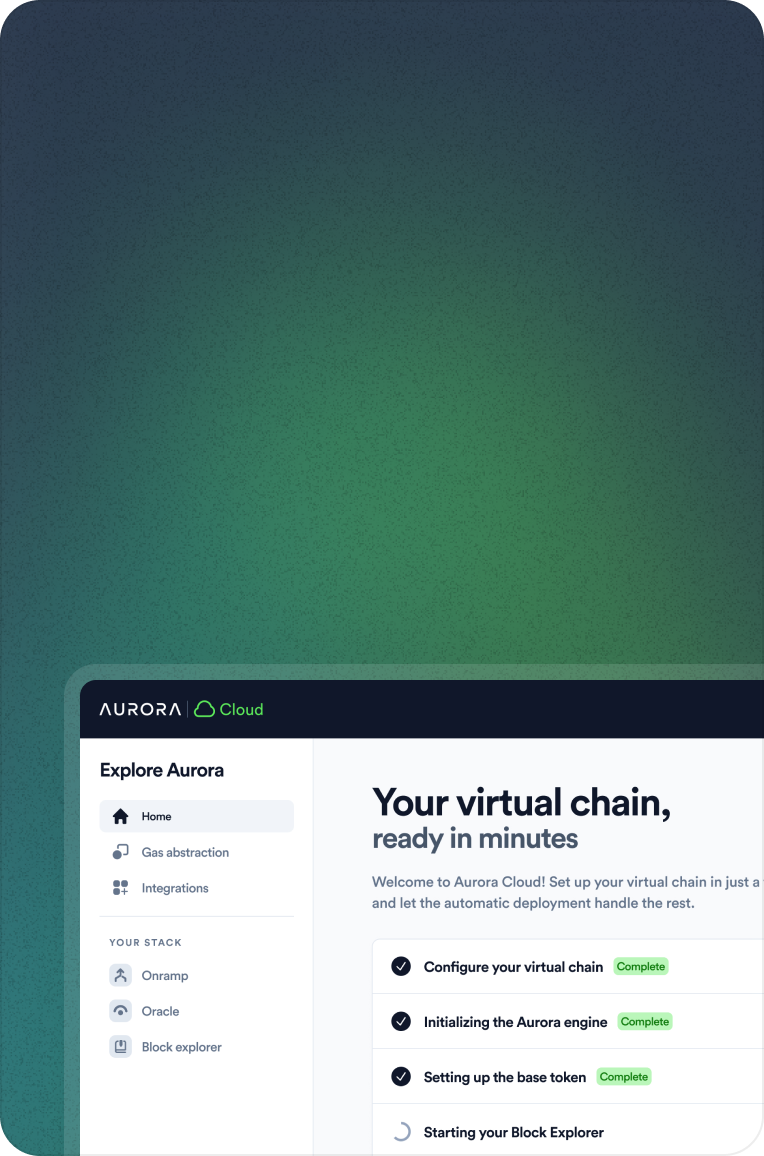 AURORA | Cloud
Explore Aurora
Home
Gas abstraction
Integrations
YOUR STACK
Onramp
Oracle
Block explorer
Your virtual chain,
ready in minutes
Welcome to Aurora Cloud! Set up your virtual chain in just a
and let the automatic deployment handle the rest.
Configure your virtual chain Complete
Initializing the Aurora engine Complete
Setting up the base token Complete
Starting your Block Explorer